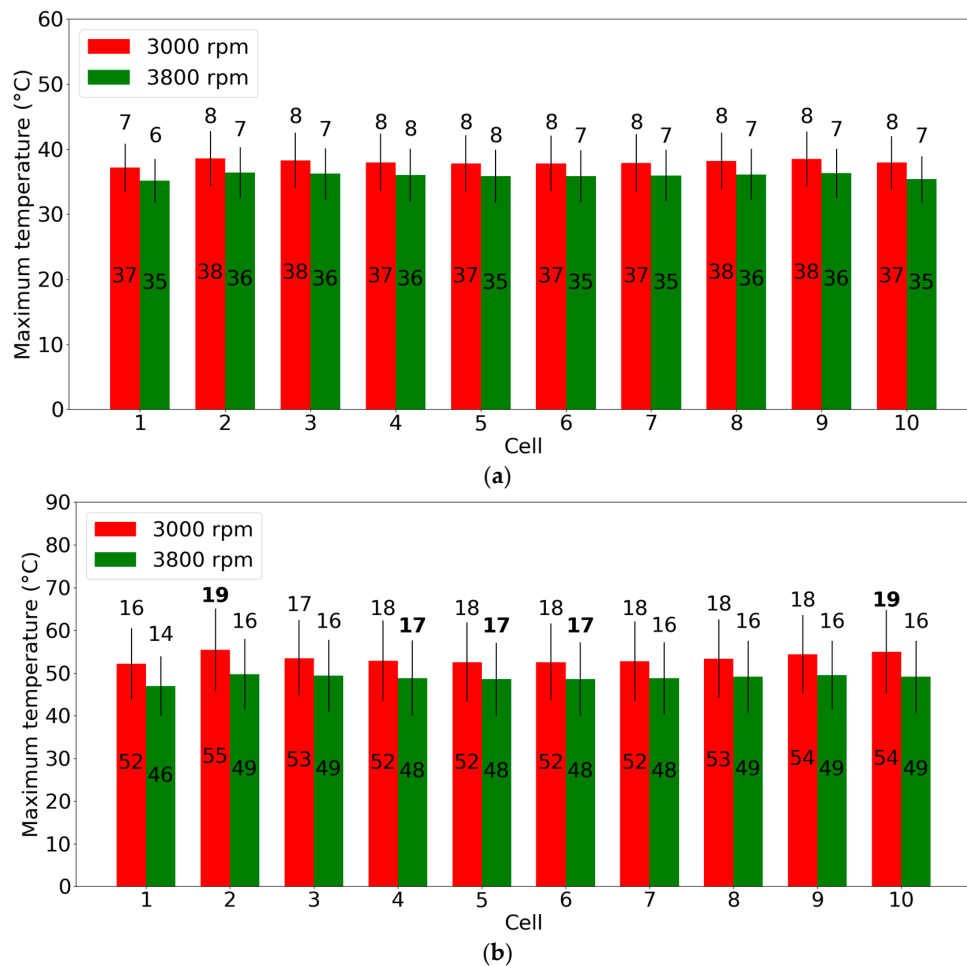 60
50
40
30
20
10
0
Maximum temperature (°C)
3000 rpm
3800 rpm
7 6 8 7 8 7 8 8 8 8 8 7 8 7 8 7 8 7 8 7
37 35 38 36 38 36 37 36 37 35 37 35 37 35 38 36 38 36 37 35
1 2 3 4 5 6 7 8 9 10
Cell
(a)
90
80
70
60
50
40
30
20
10
0
Maximum temperature (°C)
3000 rpm
3800 rpm
16 14 19 16 17 16 18 17 18 17 18 17 18 16 18 16 18 16 19 16
52 46 55 49 53 49 52 48 52 48 52 48 52 48 53 49 54 49 54 49
1 2 3 4 5 6 7 8 9 10
Cell
(b)